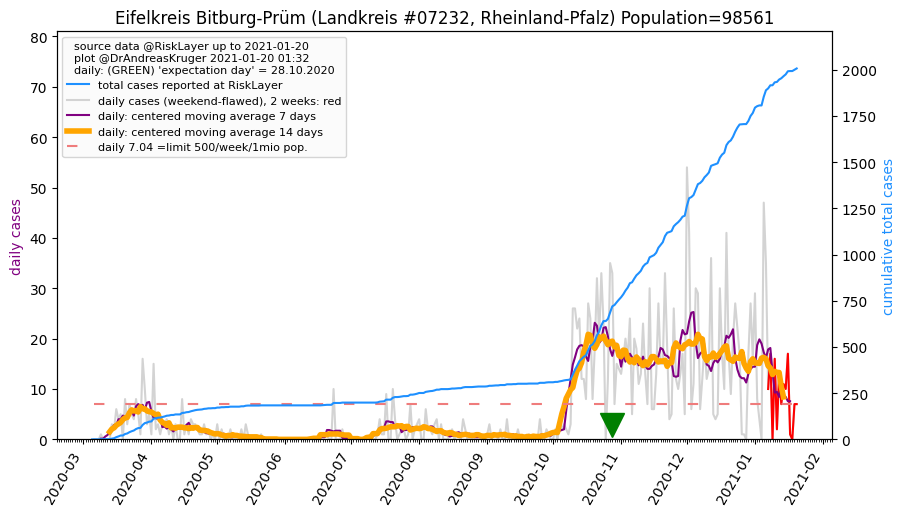 Eifelkreis Bitburg-Prüm (Landkreis #07232, Rheinland-Pfalz) Population=98561
source data @RiskLayer up to 2021-01-20
plot @DrAndreasKruger 2021-01-20 01:32
daily: (GREEN) 'expectation day' = 28.10.2020
total cases reported at RiskLayer
daily cases (weekend-flawed), 2 weeks: red
daily: centered moving average 7 days
daily: centered moving average 14 days
daily 7.04 =limit 500/week/1mio pop.
daily cases
80
70
60
50
40
30
20
10
0
cumulative total cases
2000
1750
1500
1250
1000
750
500
250
0
2020-03
2020-04
2020-05
2020-06
2020-07
2020-08
2020-09
2020-10
2020-11
2020-12
2021-01
2021-02